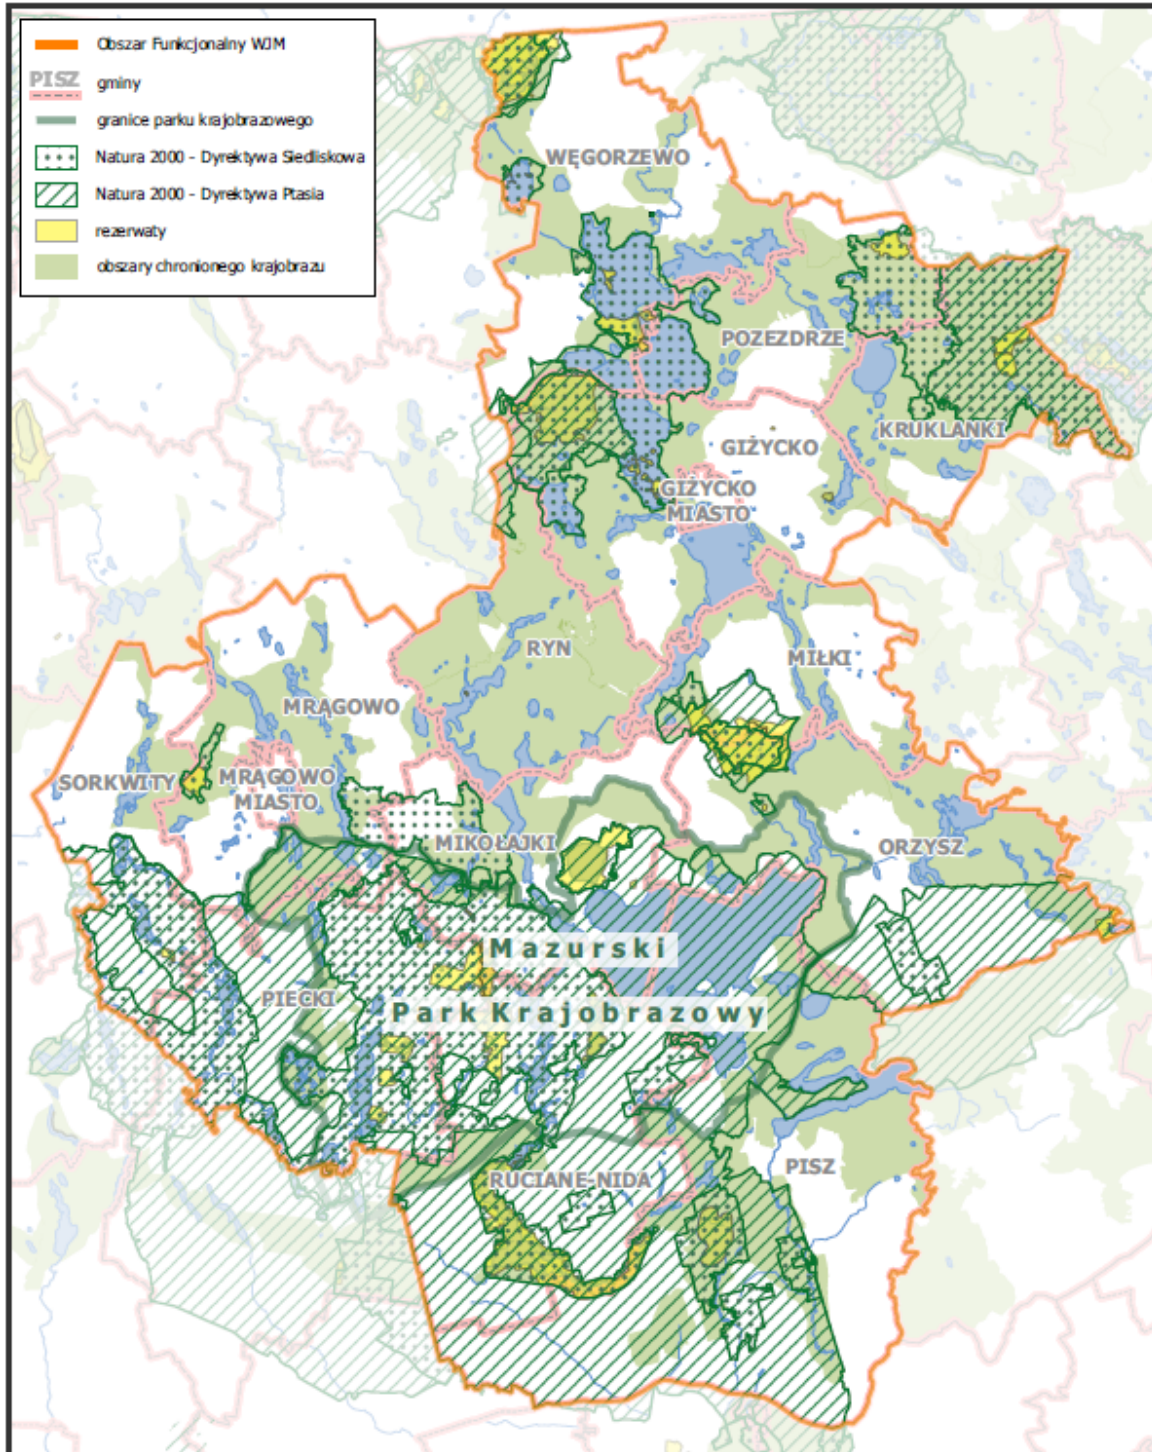 Obszar Funkcjonalny WJM
PISZ gminy
granice parku krajobrazowego
Natura 2000 - Dyrektywa Siedliskowa
Natura 2000 - Dyrektywa Ptasia
rezerwaty
obszary chronionego krajobrazu
WĘGORZEWO
POZEZDRZE
KRUKLANKI
GIŻYCKO
GIŻYCKO
MIASTO
RYN
MIŁKI
MRĄGOWO
SORKWITY
MRĄGOWO
MIASTO
MIKOŁAJKI
ORZYSZ
Mazurski
PIECKI
Park Krajobrazowy
PISZ
RUCIANE-NIDA